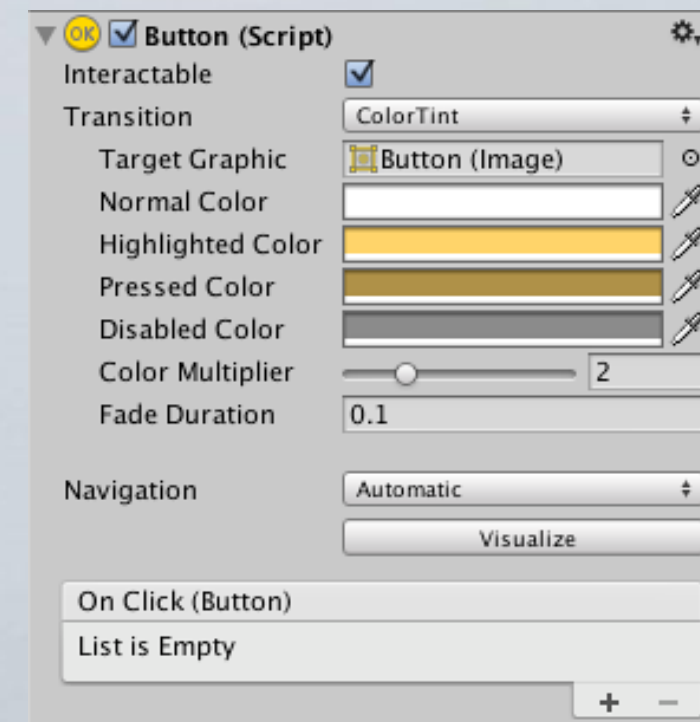 OK Button (Script)
Interactable
Transition ColorTint
Target Graphic Button (Image)
Normal Color
Highlighted Color
Pressed Color
Disabled Color
Color Multiplier 2
Fade Duration 0.1
Navigation Automatic
Visualize
On Click (Button)
List is Empty
+ −